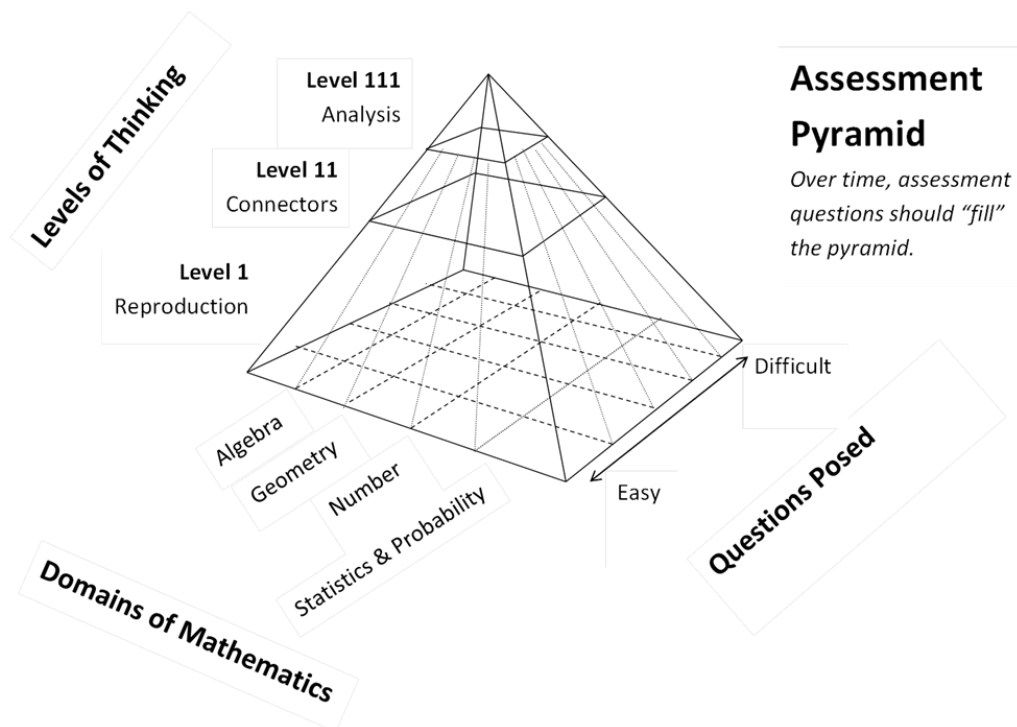 Levels of Thinking
Level 111
Analysis
Level 11
Connectors
Level 1
Reproduction
Assessment
Pyramid
Over time, assessment
questions should “fill”
the pyramid.
Difficult
Easy
Questions Posed
Algebra
Geometry
Number
Statistics & Probability
Domains of Mathematics